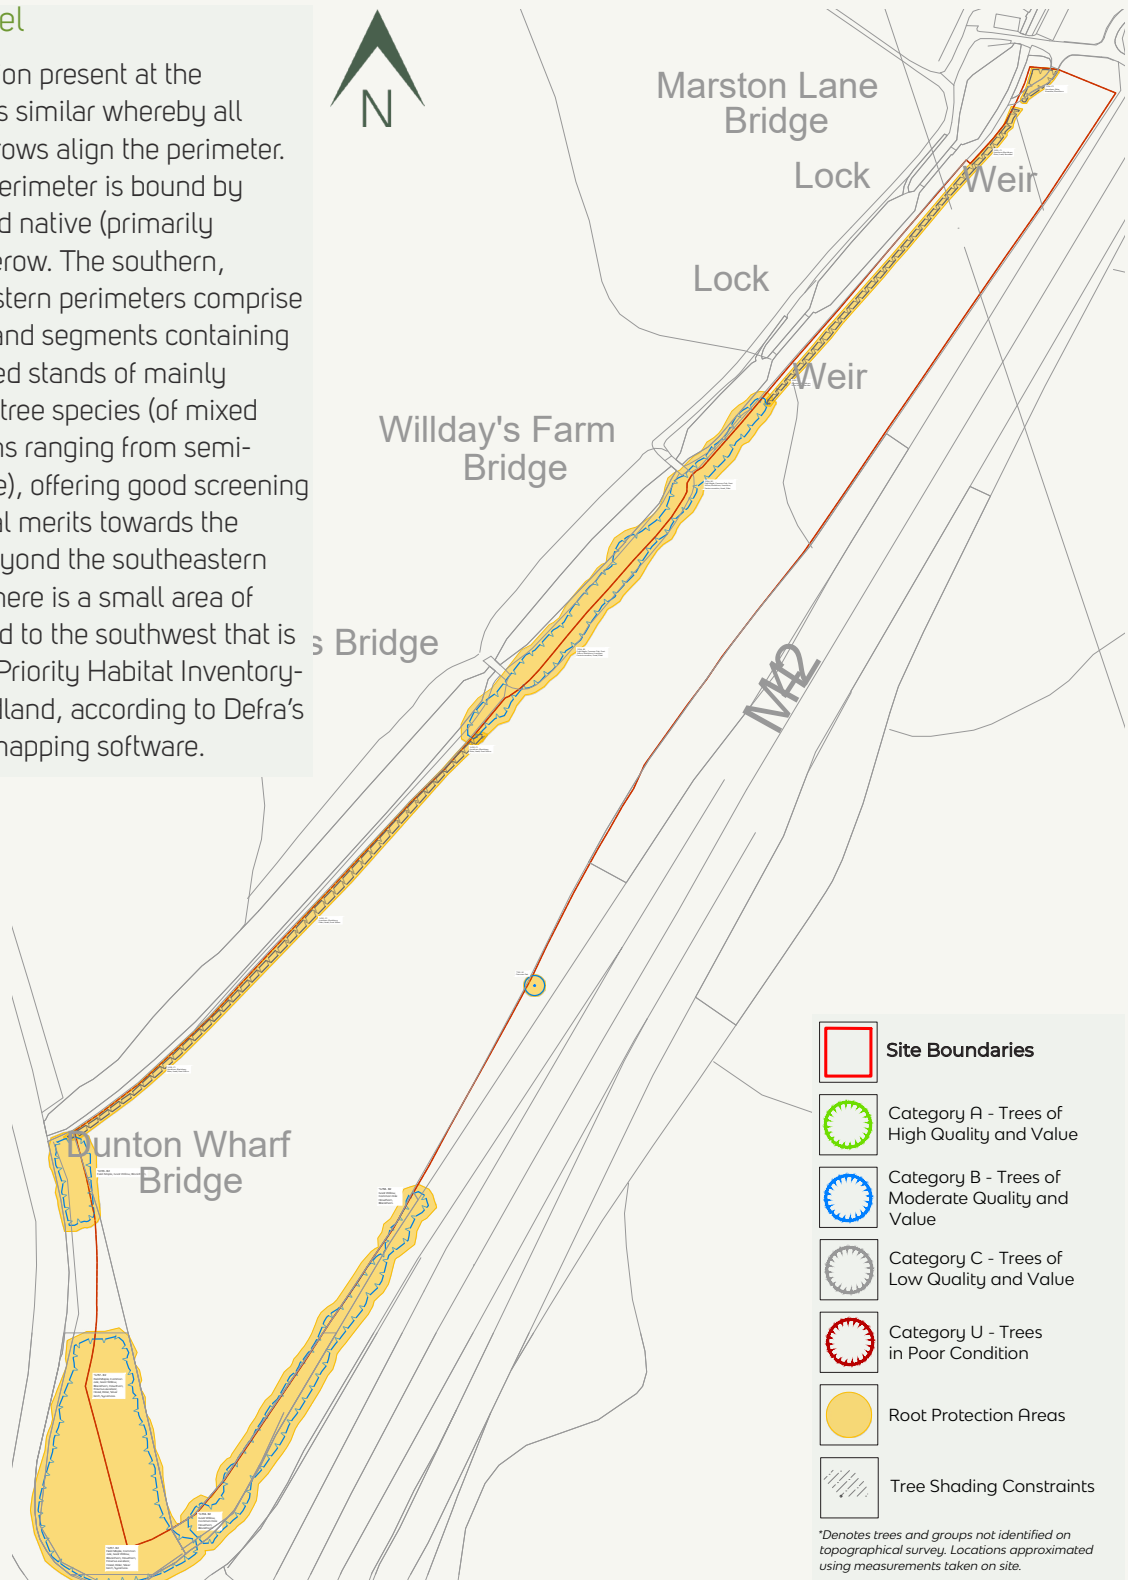 el
on present at the
s similar whereby all
rows align the perimeter.
erimeter is bound by
d native (primarily
erow. The southern,
stern perimeters comprise
and segments containing
ed stands of mainly
tree species (of mixed
ns ranging from semi-
e), offering good screening
al merits towards the
yond the southeastern
here is a small area of
d to the southwest that is
Priority Habitat Inventory-
dland, according to Defra's
mapping software.
N
Marston Lane
Bridge
Lock
Weir
Lock
Weir
Willday's Farm
Bridge
s Bridge
M42
Dunton Wharf
Bridge
Site Boundaries
Category A - Trees of
High Quality and Value
Category B - Trees of
Moderate Quality and
Value
Category C - Trees of
Low Quality and Value
Category U - Trees
in Poor Condition
Root Protection Areas
Tree Shading Constraints
*Denotes trees and groups not identified on
topographical survey. Locations approximated
using measurements taken on site.